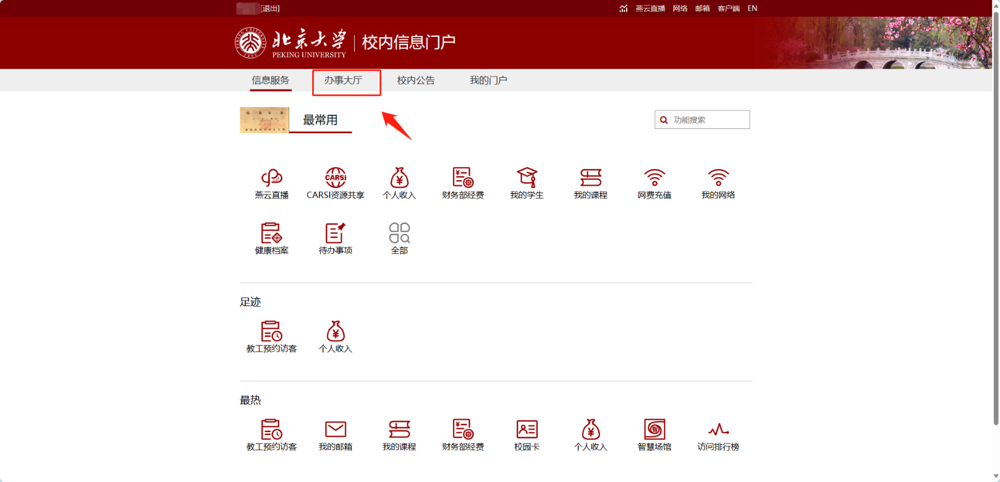 [退出]
燕云直播 网络 邮箱 客户端 EN
北京大学 校内信息门户
PEKING UNIVERSITY
信息服务 办事大厅 校内公告 我的门户
最常用
功能搜索
CARSI
燕云直播 CARSI资源共享 个人收入 财务部经费 我的学生 我的课程 网费充值 我的网络
健康档案 待办事项 全部
足迹
教工预约访客 个人收入
最热
教工预约访客 我的邮箱 我的课程 财务部经费 校园卡 个人收入 智慧场馆 访问排行榜